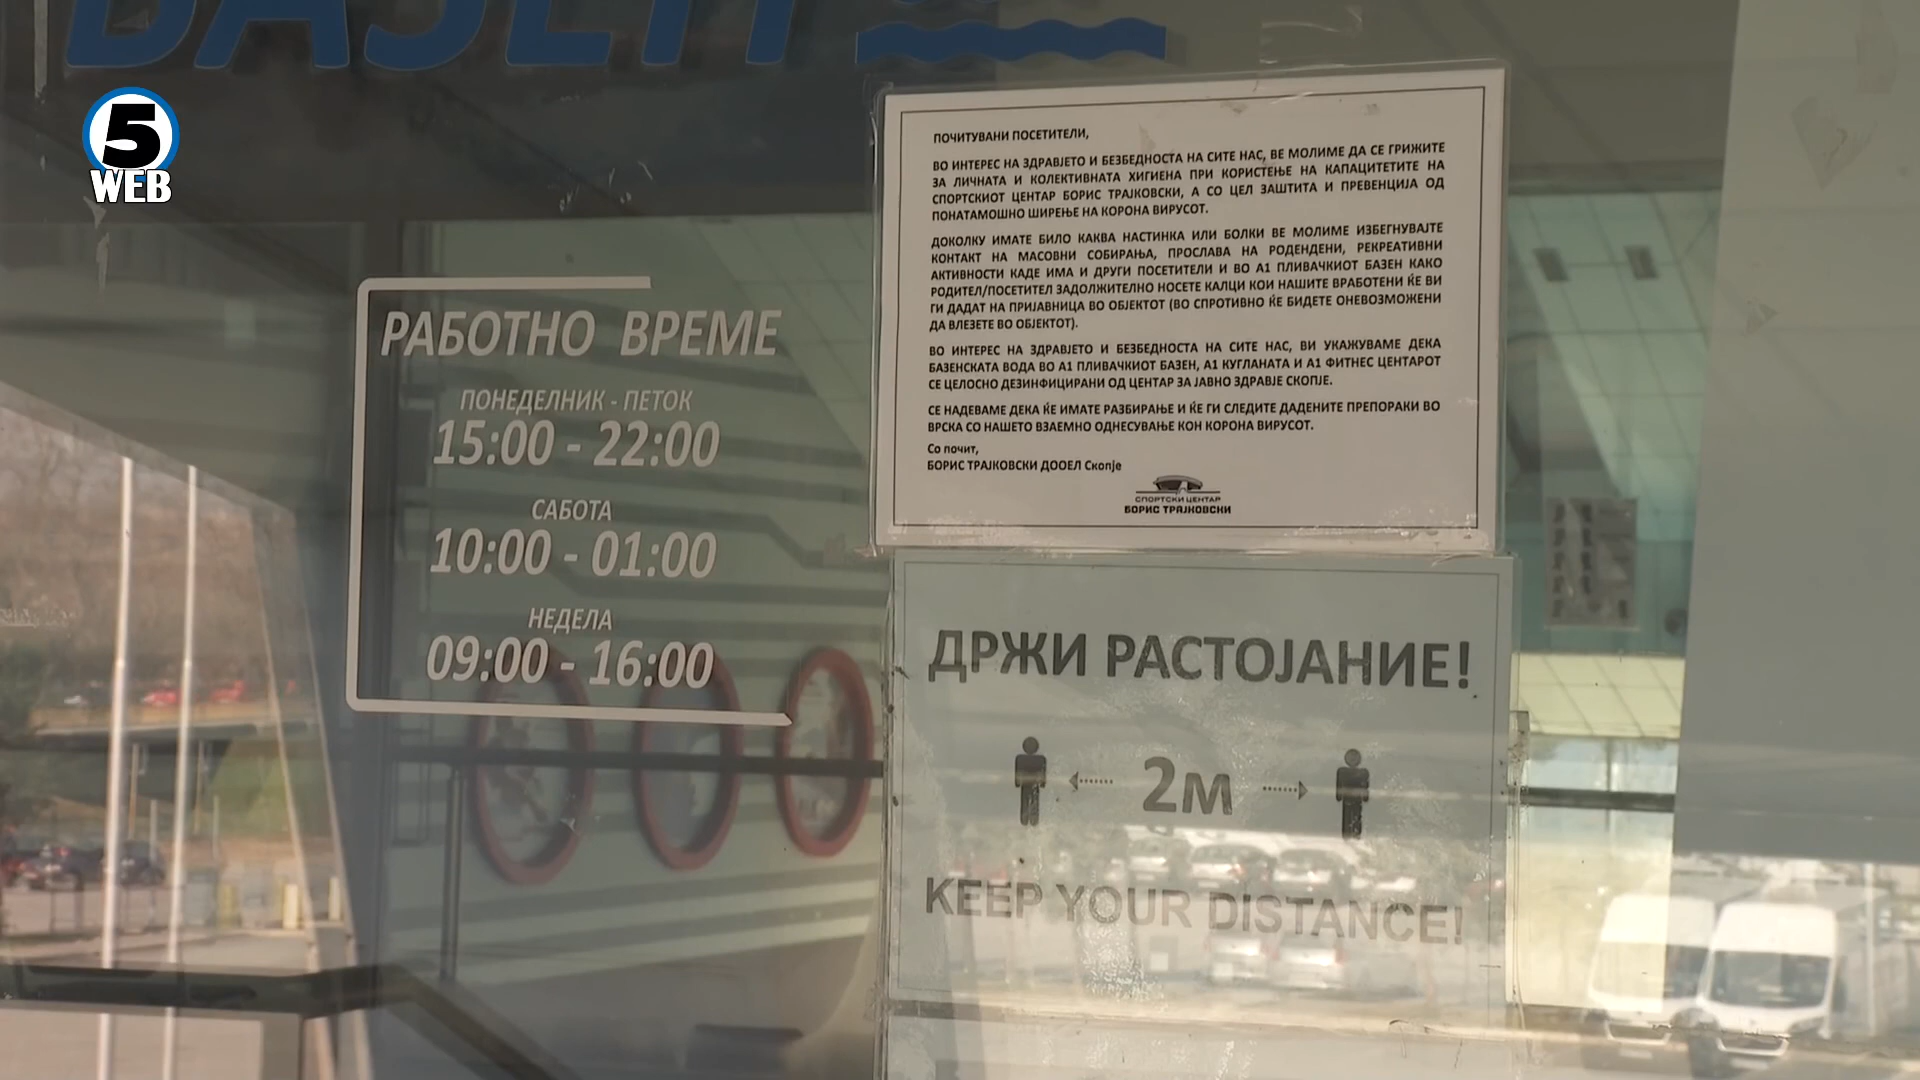 БАЗЕН
5
WEB
РАБОТНО ВРЕМЕ
ПОНЕДЕЛНИК - ПЕТОК
15:00 - 22:00
САБОТА
10:00 - 01:00
НЕДЕЛА
09:00 - 16:00
ПОЧИТУВАНИ ПОСЕТИТЕЛИ,
ВО ИНТЕРЕС НА ЗДРАВЈЕТО И БЕЗБЕДНОСТА НА СИТЕ НАС, ВЕ МОЛИМЕ ДА СЕ ГРИЖИТЕ
ЗА ЛИЧНАТА И КОЛЕКТИВНАТА ХИГИЕНА ПРИ КОРИСТЕЊЕ НА КАПАЦИТЕТИТЕ НА
СПОРТСКИОТ ЦЕНТАР БОРИС ТРАЈКОВСКИ, А СО ЦЕЛ ЗАШТИТА И ПРЕВЕНЦИЈА ОД
ПОНАТАМОШНО ШИРЕЊЕ НА КОРОНА ВИРУСОТ.
ДОКОЛКУ ИМАТЕ БИЛО КАКВА НАСТИНКА ИЛИ БОЛКИ ВЕ МОЛИМЕ ИЗБЕГНУВАЈТЕ
КОНТАКТ НА МАСОВНИ СОБИРАЊА, ПРОСЛАВА НА РОДЕНДЕНИ, РЕКРЕАТИВНИ
АКТИВНОСТИ КАДЕ ИМА И ДРУГИ ПОСЕТИТЕЛИ И ВО А1 ПЛИВАЧКИОТ БАЗЕН КАКО
РОДИТЕЛ/ПОСЕТИТЕЛ ЗАДОЛЖИТЕЛНО НОСЕТЕ КАЛЦИ КОИ НАШИТЕ ВРАБОТЕНИ ЌЕ ВИ
ГИ ДАДАТ НА ПРИЈАВНИЦА ВО ОБЈЕКТОТ (ВО СПРОТИВНО ЌЕ БИДЕТЕ ОНЕВОЗМОЖЕНИ
ДА ВЛЕЗЕТЕ ВО ОБЈЕКТОТ).
ВО ИНТЕРЕС НА ЗДРАВЈЕТО И БЕЗБЕДНОСТА НА СИТЕ НАС, ВИ УКАЖУВАМЕ ДЕКА
БАЗЕНСКАТА ВОДА ВО А1 ПЛИВАЧКИОТ БАЗЕН, А1 КУГЛАНАТА И А1 ФИТНЕС ЦЕНТАРОТ
СЕ ЦЕЛОСНО ДЕЗИНФИЦИРАНИ ОД ЦЕНТАР ЗА ЈАВНО ЗДРАВЈЕ СКОПЈЕ.
СЕ НАДЕВАМЕ ДЕКА ЌЕ ИМАТЕ РАЗБИРАЊЕ И ЌЕ ГИ СЛЕДИТЕ ДАДЕНИТЕ ПРЕПОРАКИ ВО
ВРСКА СО НАШЕТО ВЗАЕМНО ОДНЕСУВАЊЕ КОН КОРОНА ВИРУСОТ.
Со почит,
БОРИС ТРАЈКОВСКИ ДООЕЛ Скопје
СПОРТСКИ ЦЕНТАР
БОРИС ТРАЈКОВСКИ
ДРЖИ РАСТОЈАНИЕ!
2м
KEEP YOUR DISTANCE!